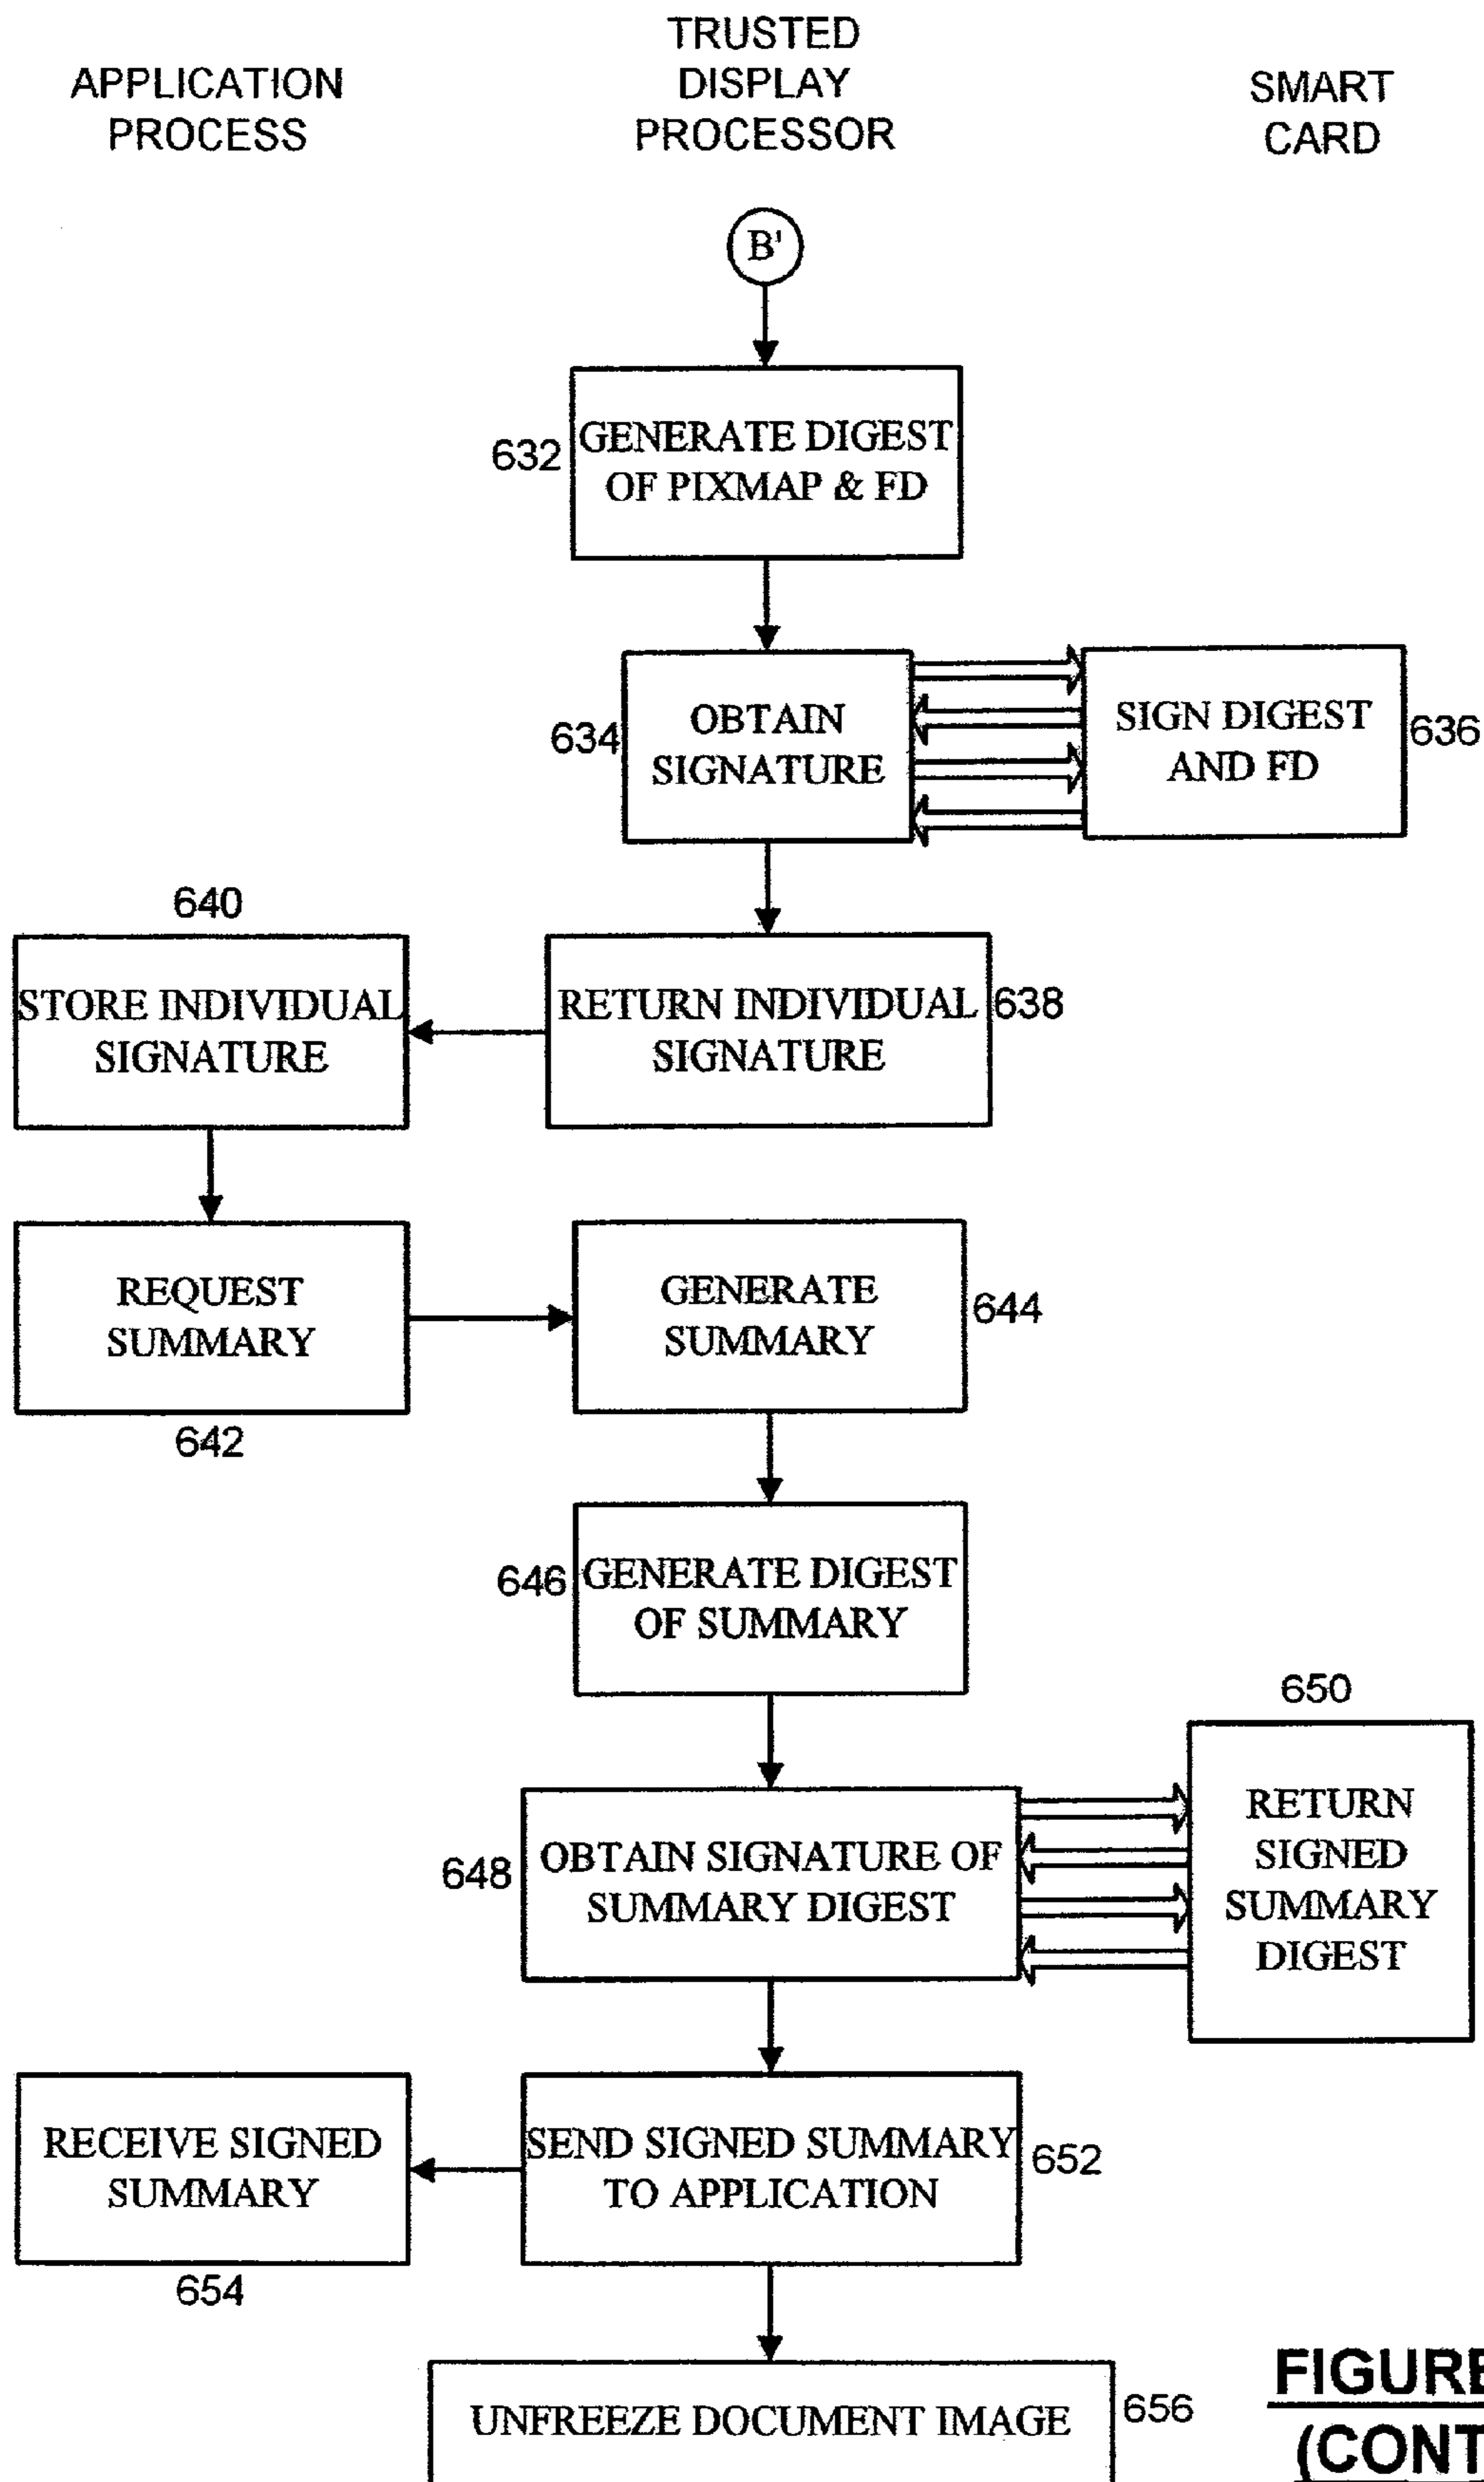 APPLICATION
PROCESS
TRUSTED
DISPLAY
PROCESSOR
SMART
CARD
B'
632
GENERATE DIGEST
OF PIXMAP & FD
634
OBTAIN
SIGNATURE
SIGN DIGEST
AND FD
636
640
STORE INDIVIDUAL
SIGNATURE
RETURN INDIVIDUAL
SIGNATURE
638
REQUEST
SUMMARY
642
GENERATE
SUMMARY
644
646
GENERATE DIGEST
OF SUMMARY
648
OBTAIN SIGNATURE OF
SUMMARY DIGEST
650
RETURN
SIGNED
SUMMARY
DIGEST
RECEIVE SIGNED
SUMMARY
654
SEND SIGNED SUMMARY
TO APPLICATION
652
UNFREEZE DOCUMENT IMAGE
656
FIGURE
(CONT